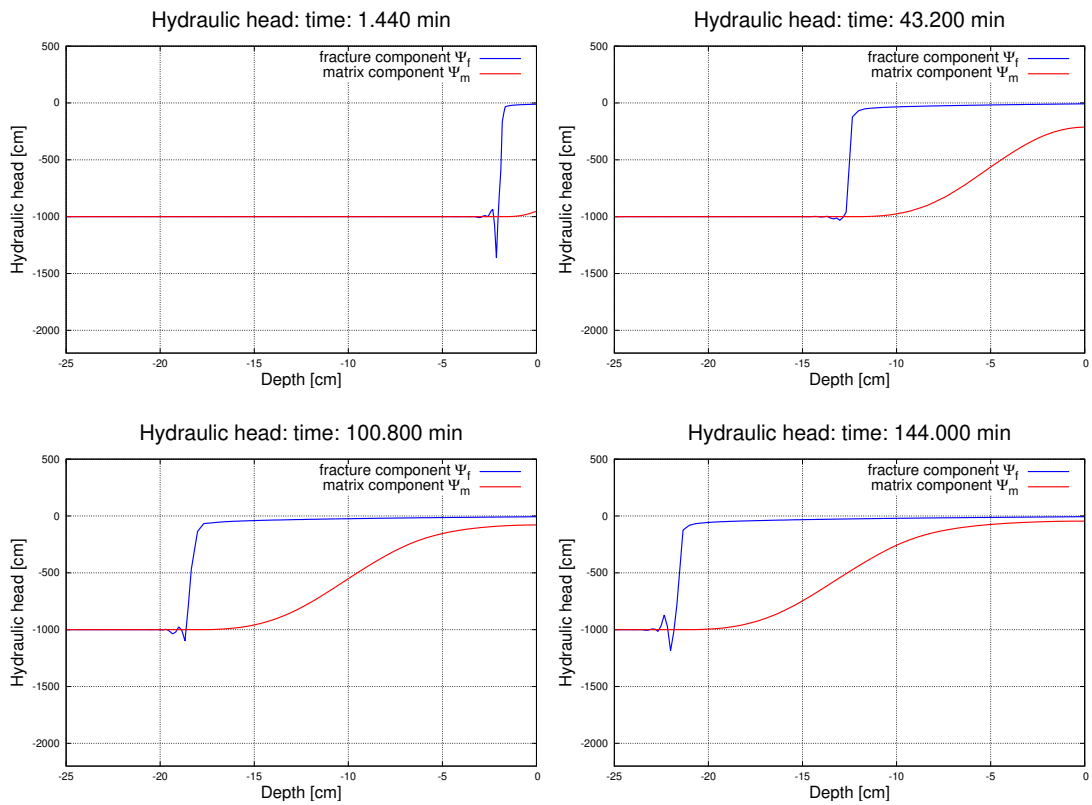 Hydraulic head: time: 1.440 min
500
0
-500
-1000
-1500
-2000
Hydraulic head [cm]
fracture component Ψf
matrix component Ψm
-25 -20 -15 -10 -5 0
Depth [cm]
Hydraulic head: time: 43.200 min
500
0
-500
-1000
-1500
-2000
Hydraulic head [cm]
fracture component Ψf
matrix component Ψm
-25 -20 -15 -10 -5 0
Depth [cm]
Hydraulic head: time: 100.800 min
500
0
-500
-1000
-1500
-2000
Hydraulic head [cm]
fracture component Ψf
matrix component Ψm
-25 -20 -15 -10 -5 0
Depth [cm]
Hydraulic head: time: 144.000 min
500
0
-500
-1000
-1500
-2000
Hydraulic head [cm]
fracture component Ψf
matrix component Ψm
-25 -20 -15 -10 -5 0
Depth [cm]